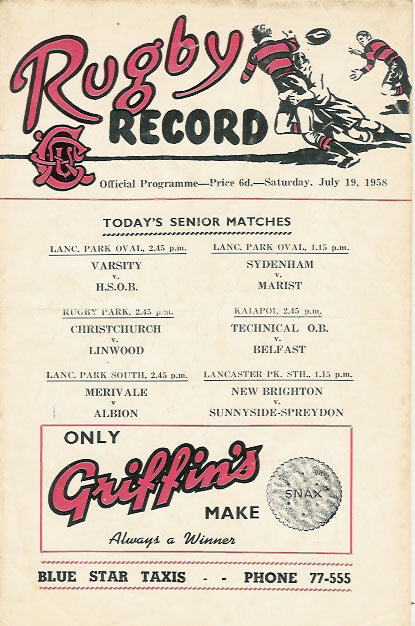 Rugby
RECORD
Official Programme—Price 6d.—Saturday, July 19, 1958
TODAY'S SENIOR MATCHES
LANC. PARK OVAL, 2.45 p.m.
VARSITY
v.
H.S.O.B.
LANC. PARK OVAL, 1.15 p.m.
SYDENHAM
v.
MARIST
RUGBY PARK, 2.45 p.m.
CHRISTCHURCH
v.
LINWOOD
KAIAPOI, 2.45 p.m.
TECHNICAL O.B.
v.
BELFAST
LANC. PARK SOUTH, 2.45 p.m.
MERIVALE
v
ALBION
LANCASTER PK. STH., 1.15 p.m.
NEW BRIGHTON
v
SUNNYSIDE-SPREYDON
ONLY
Griffin's
MAKE
SNAX
Always a Winner
BLUE STAR TAXIS - - PHONE 77-555